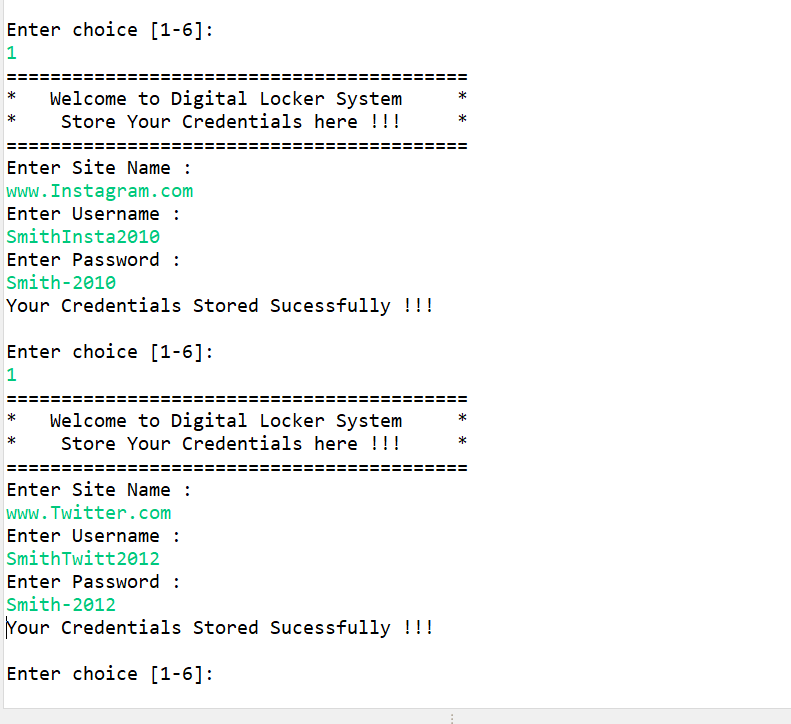 Enter choice [1-6]:
1
==========================================
*   Welcome to Digital Locker System     *
*    Store Your Credentials here !!!     *
==========================================
Enter Site Name :
www.Instagram.com
Enter Username :
SmithInsta2010
Enter Password :
Smith-2010
Your Credentials Stored Sucessfully !!!
Enter choice [1-6]:
1
==========================================
*   Welcome to Digital Locker System     *
*    Store Your Credentials here !!!     *
==========================================
Enter Site Name :
www.Twitter.com
Enter Username :
SmithTwitt2012
Enter Password :
Smith-2012
Your Credentials Stored Sucessfully !!!
Enter choice [1-6]: